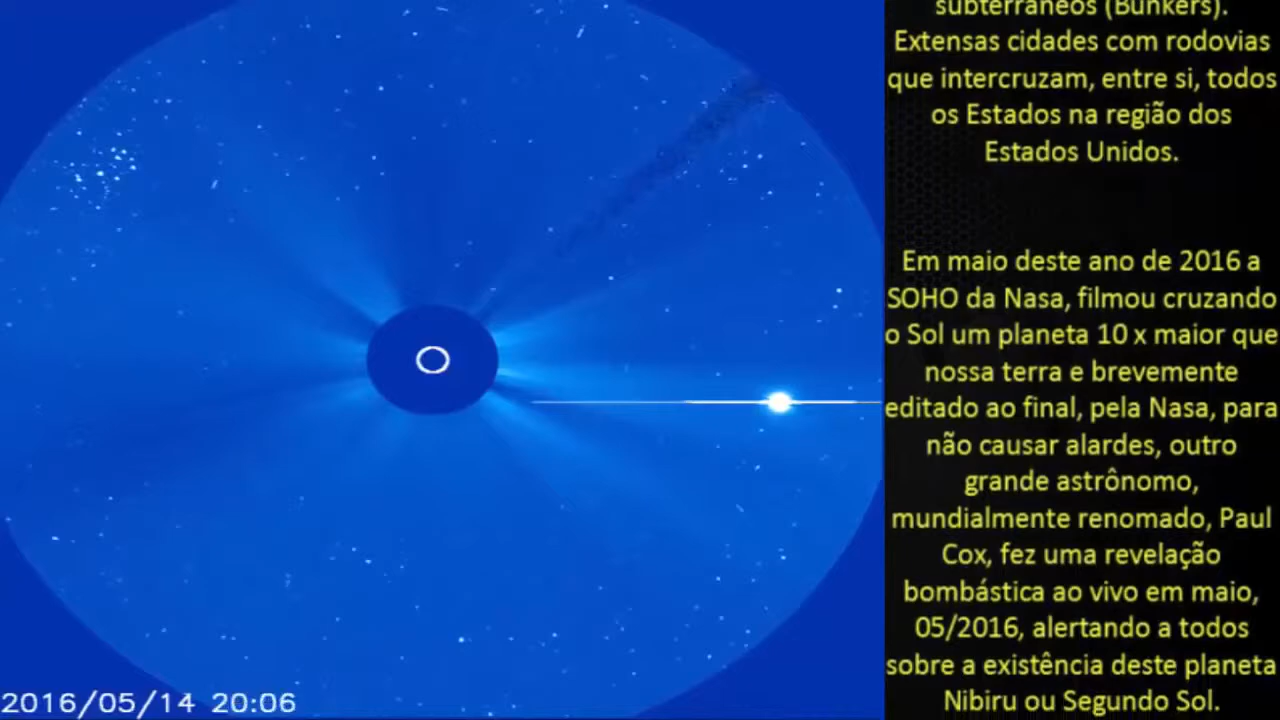 subterrâneos (Bunkers).
Extensas cidades com rodovias
que intercruzam, entre si, todos
os Estados na região dos
Estados Unidos.
Em maio deste ano de 2016 a
SOHO da Nasa, filmou cruzando
o Sol um planeta 10 x maior que
nossa terra e brevemente
editado ao final, pela Nasa, para
não causar alardes, outro
grande astrônomo,
mundialmente renomado, Paul
Cox, fez uma revelação
bombástica ao vivo em maio,
05/2016, alertando a todos
sobre a existência deste planeta
Nibiru ou Segundo Sol.
2016/05/14 20:06